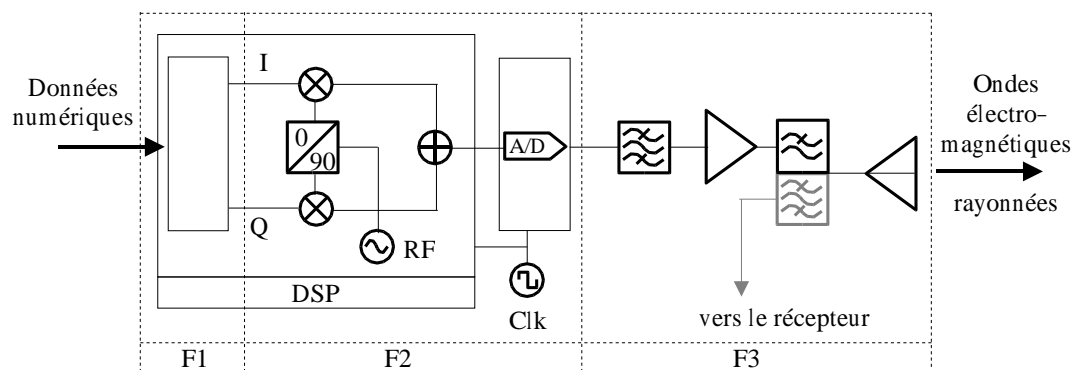 Données
numériques
I
0
90
Q
RF
DSP
A/D
Clk
Ondes
électro-
magnétiques
rayonnées
vers le récepteur
F1
F2
F3